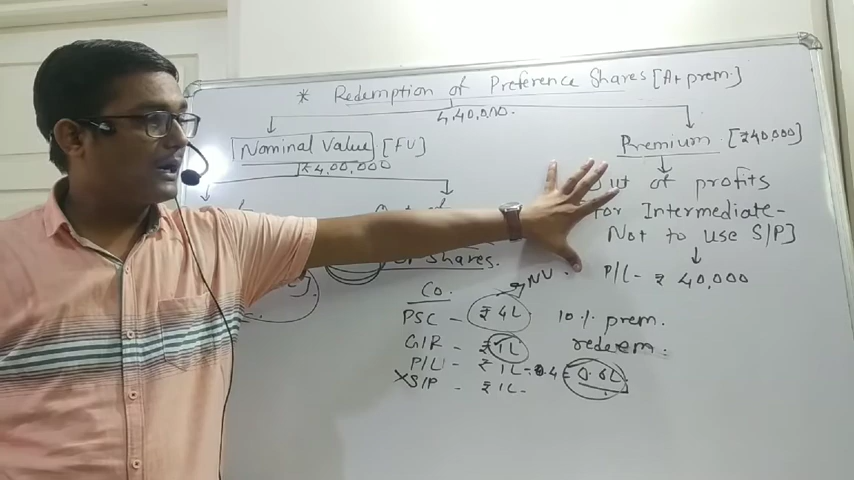 * Redemption of Preference Shares [At prem.]
4,40,000.
Nominal Value [FV]
₹4,00,000
Premium [₹40,000]
Out of profits
for Intermediate-
Not to use S/P]
P/L - ₹ 40,000
of Shares.
Co.
NV.
PSC - ₹ 4L
10% prem.
redeem.
G/R - ₹ 1L
P/L - ₹ 1L - 0.4 = 0.6L
XS/P - ₹ 1L -